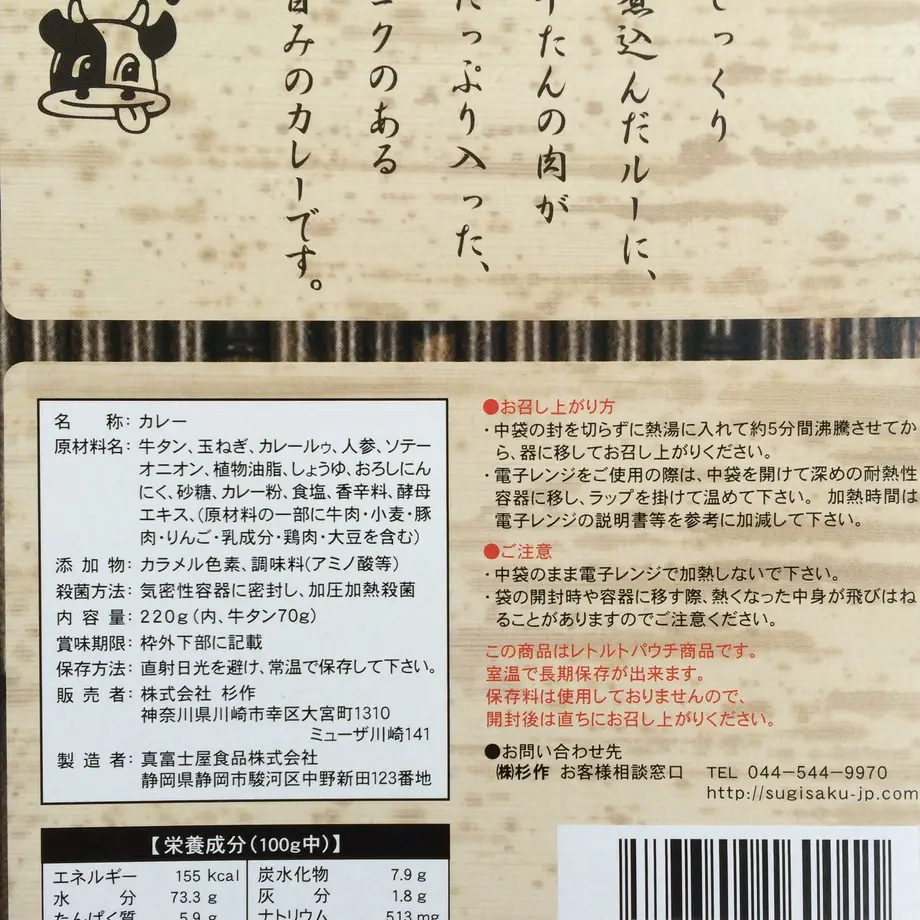 じっくり
煮込んだルーに、
牛たんの肉が
たっぷり入った、
コクのある
旨みのカレーです。
名　　称：カレー
原材料名：牛タン、玉ねぎ、カレールゥ、人参、ソテー
オニオン、植物油脂、しょうゆ、おろしにん
にく、砂糖、カレー粉、食塩、香辛料、酵母
エキス、(原材料の一部に牛肉・小麦・豚
肉・りんご・乳成分・鶏肉・大豆を含む)
添 加 物：カラメル色素、調味料(アミノ酸等)
殺菌方法：気密性容器に密封し、加圧加熱殺菌
内 容 量：220g(内、牛タン70g)
賞味期限：枠外下部に記載
保存方法：直射日光を避け、常温で保存して下さい。
販 売 者：株式会社 杉作
神奈川県川崎市幸区大宮町1310
ミューザ川崎141
製 造 者：真富士屋食品株式会社
静岡県静岡市駿河区中野新田123番地
【栄養成分(100g中)】
エネルギー 155 kcal
水　　分 73.3 g
たんぱく質 5.9 g
炭水化物 7.9 g
灰　　分 1.8 g
ナトリウム 513 mg
●お召し上がり方
・中袋の封を切らずに熱湯に入れて約5分間沸騰させてか
ら、器に移してお召し上がりください。
・電子レンジをご使用の際は、中袋を開けて深めの耐熱性
容器に移し、ラップを掛けて温めて下さい。 加熱時間は
電子レンジの説明書等を参考に加減して下さい。
●ご注意
・中袋のまま電子レンジで加熱しないで下さい。
・袋の開封時や容器に移す際、熱くなった中身が飛びはね
ることがありますのでご注意ください。
この商品はレトルトパウチ商品です。
室温で長期保存が出来ます。
保存料は使用しておりませんので、
開封後は直ちにお召し上がりください。
●お問い合わせ先
㈱杉作 お客様相談窓口　TEL 044-544-9970
http://sugisaku-jp.com